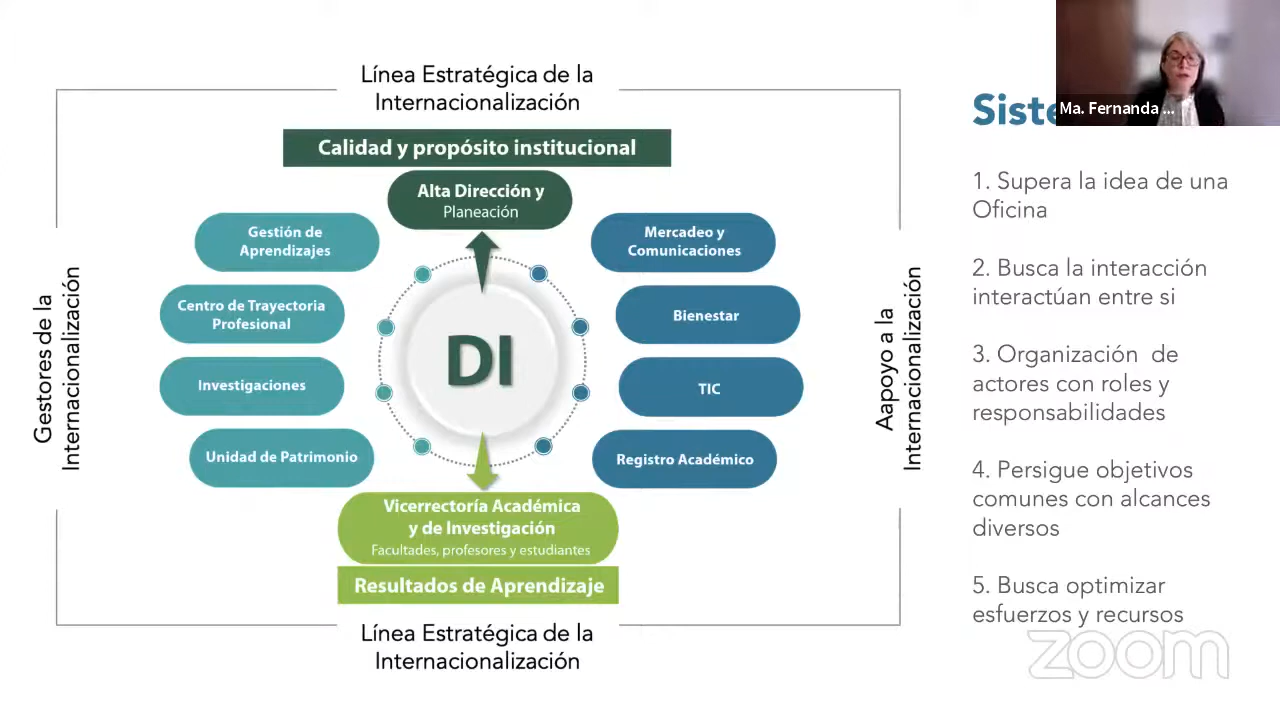 Línea Estratégica de la
Internacionalización
Calidad y propósito institucional
Alta Dirección y
Planeación
Gestores de la
Internacionalización
Gestión de
Aprendizajes
Centro de Trayectoria
Profesional
Investigaciones
Unidad de Patrimonio
DI
Mercadeo y
Comunicaciones
Bienestar
TIC
Registro Académico
Aapoyo a la
Internacionalización
Vicerrectoría Académica
y de Investigación
Facultades, profesores y estudiantes
Resultados de Aprendizaje
Línea Estratégica de la
Internacionalización
Ma. Fernanda ...
1. Supera la idea de una
Oficina
2. Busca la interacción
interactúan entre si
3. Organización de
actores con roles y
responsabilidades
4. Persigue objetivos
comunes con alcances
diversos
5. Busca optimizar
esfuerzos y recursos
zoom